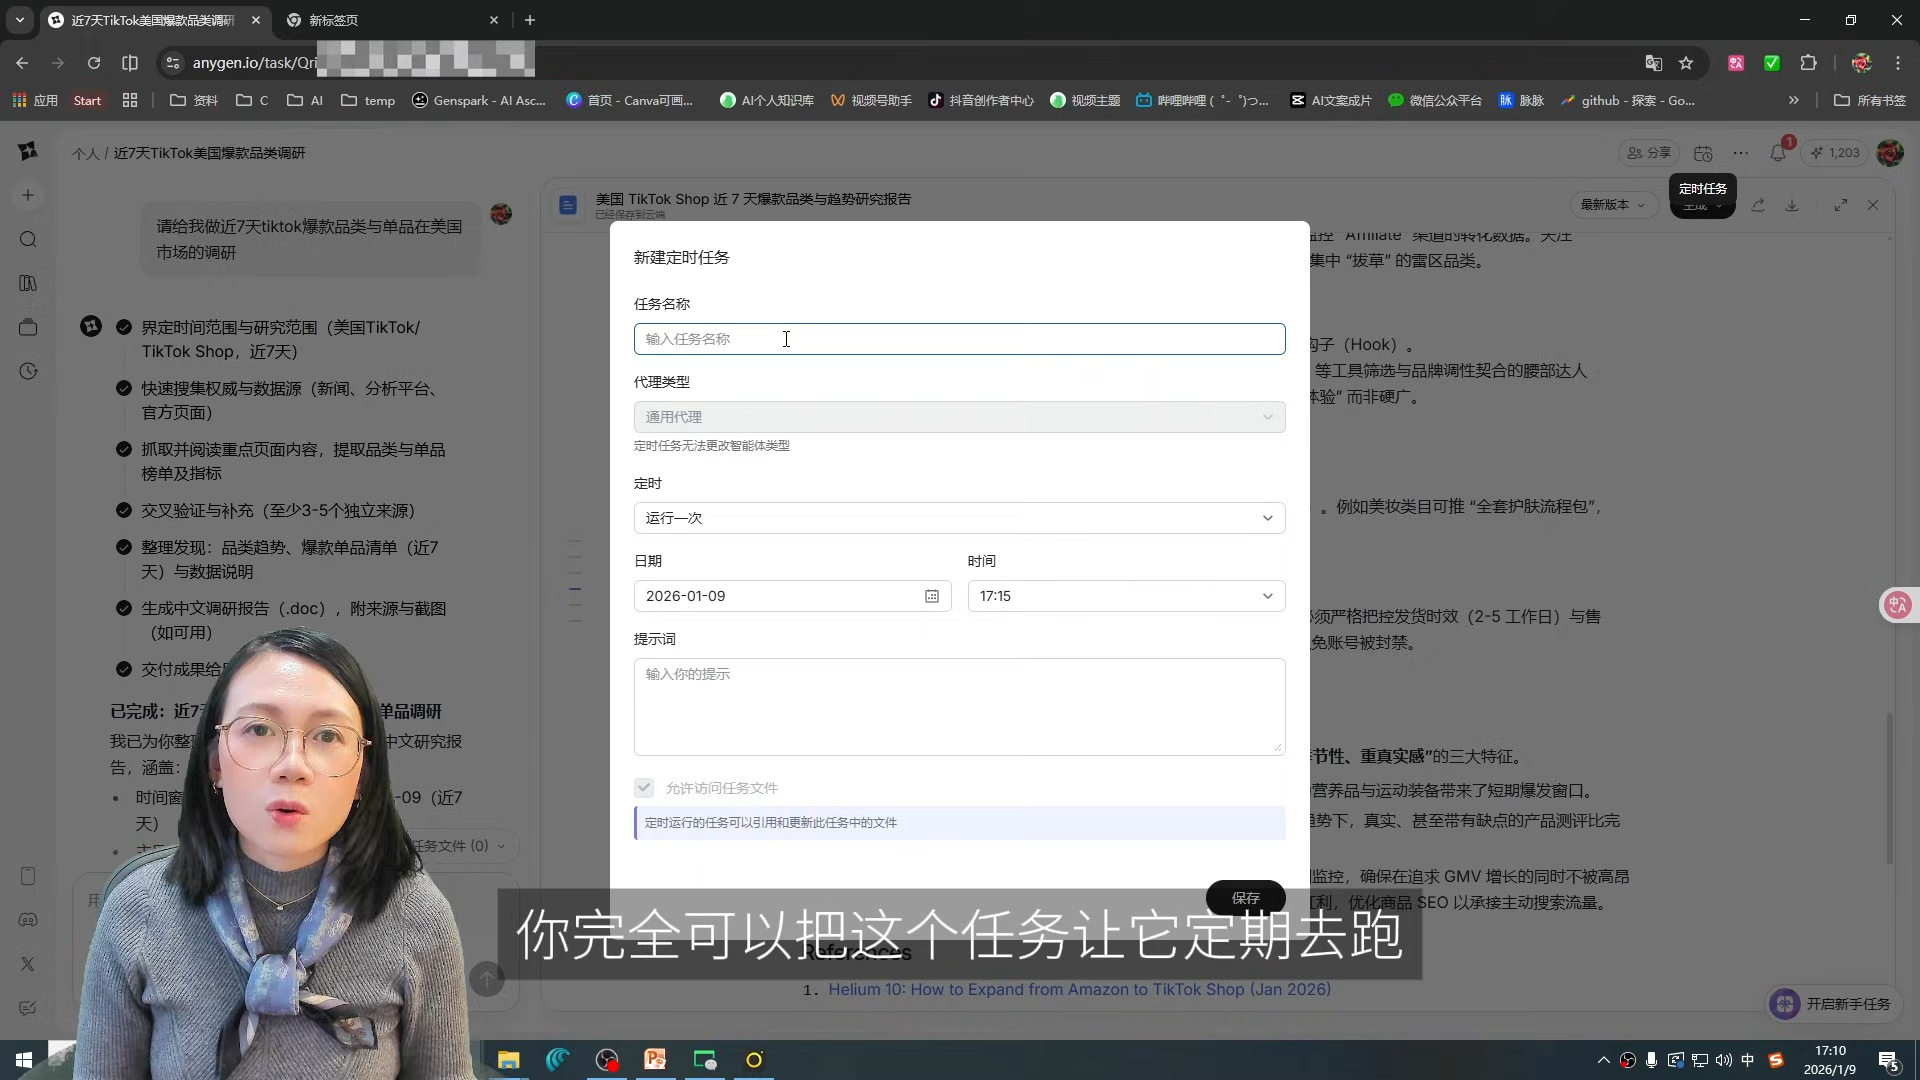 近7天TikTok美国爆款品类调研
新标签页
anygen.io/task/Qri
应用
Start
资料
C
AI
temp
Genspark - AI Asc...
首页 - Canva可画...
AI个人知识库
视频号助手
抖音创作者中心
视频主题
哔哩哔哩 ( ゜- ゜)つ...
AI文案成片
微信公众平台
脉脉
github - 探索 - Go...
所有书签
个人 / 近7天TikTok美国爆款品类调研
分享
1
1,203
定时任务
请给我做近7天tiktok爆款品类与单品在美国
市场的调研
界定时间范围与研究范围（美国TikTok/
TikTok Shop，近7天）
快速搜集权威与数据源（新闻、分析平台、
官方页面）
抓取并阅读重点页面内容，提取品类与单品
榜单及指标
交叉验证与补充（至少3-5个独立来源）
整理发现：品类趋势、爆款单品清单（近7
天）与数据说明
生成中文调研报告（.doc），附来源与截图
（如可用）
交付成果给
已完成：近7
单品调研
我已为你整
中文研究报
告，涵盖：
时间窗
-09（近7
天）
任务文件 (0)
美国 TikTok Shop 近 7 天爆款品类与趋势研究报告
已经保存到云端
最新版本
生成
监控 “Affiliate” 渠道的转化数据。关注
集中 “拔草” 的雷区品类。
钩子（Hook）。
等工具筛选与品牌调性契合的腰部达人
体验” 而非硬广。
。例如美妆类目可推 “全套护肤流程包”，
必须严格把控发货时效（2-5 工作日）与售
免账号被封禁。
季节性、重真实感”的三大特征。
营养品与运动装备带来了短期爆发窗口。
趋势下，真实、甚至带有缺点的产品测评比完
监控，确保在追求 GMV 增长的同时不被高昂
红利，优化商品 SEO 以承接主动搜索流量。
新建定时任务
任务名称
输入任务名称
代理类型
通用代理
定时任务无法更改智能体类型
定时
运行一次
日期
时间
2026-01-09
17:15
提示词
输入你的提示
允许访问任务文件
定时运行的任务可以引用和更新此任务中的文件
保存
你完全可以把这个任务让它定期去跑
References
1. Helium 10: How to Expand from Amazon to TikTok Shop (Jan 2026)
开启新手任务
中
17:10
2026/1/9
5